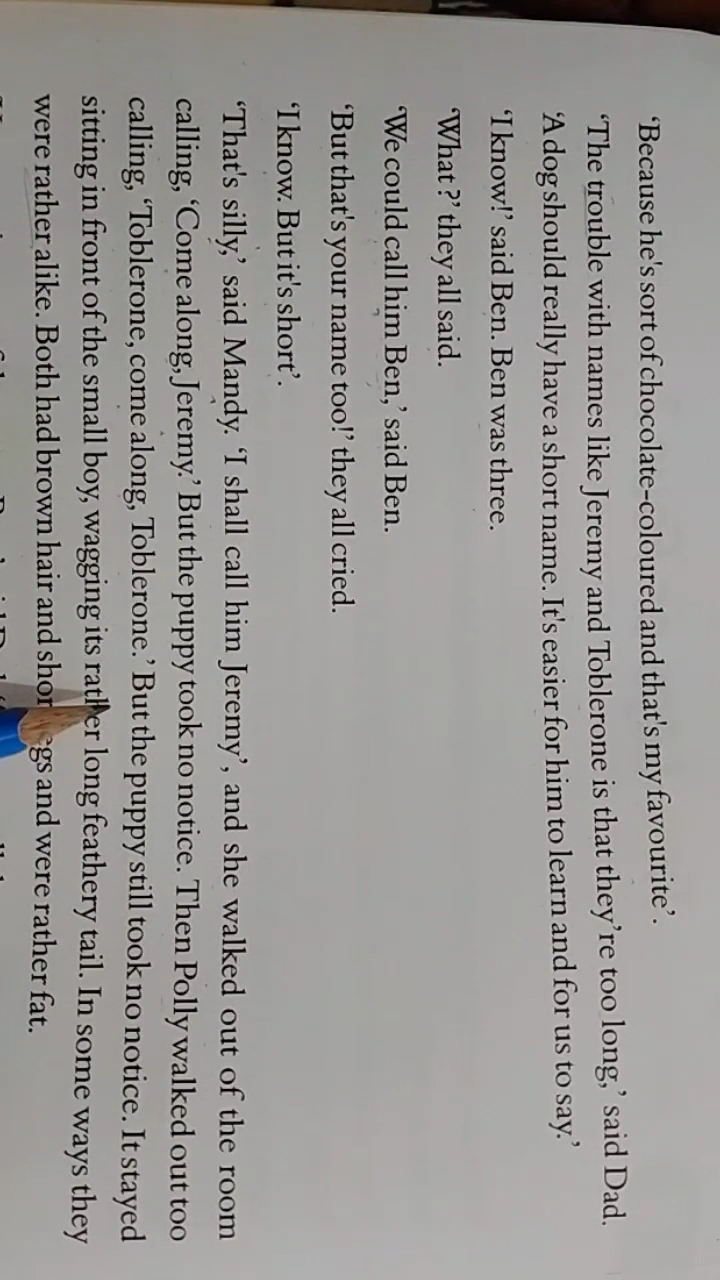 ‘Because he's sort of chocolate-coloured and that's my favourite’.
‘The trouble with names like Jeremy and Toblerone is that they’re too long,’ said Dad.
‘A dog should really have a short name. It's easier for him to learn and for us to say.’
‘I know!’ said Ben. Ben was three.
‘What ?’ they all said.
‘We could call him Ben,’ said Ben.
‘But that's your name too!’ they all cried.
‘I know. But it's short’.
‘That's silly,’ said Mandy. ‘I shall call him Jeremy’, and she walked out of the room
calling, ‘Come along, Jeremy.’ But the puppy took no notice. Then Polly walked out too
calling, ‘Toblerone, come along, Toblerone.’ But the puppy still took no notice. It stayed
sitting in front of the small boy, wagging its rather long feathery tail. In some ways they
were rather alike. Both had brown hair and and were rather fat.